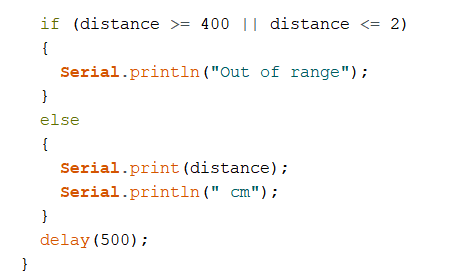 if (distance >= 400 || distance <= 2)
{
Serial.println("Out of range");
}
else
{
Serial.print(distance);
Serial.println(" cm");
}
delay(500);
}